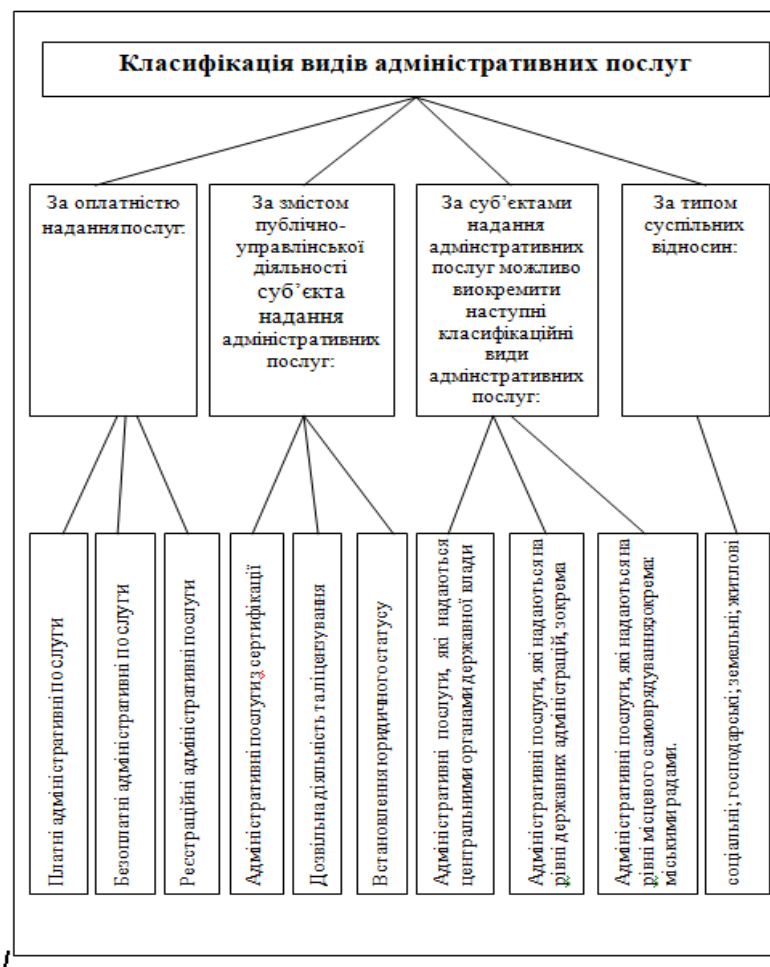 Класифікація видів адміністративних послуг
За оплатністю
надання послуг:
За змістом
публічно-
управлінської
діяльності
суб’єкта
надання
адміністративних
послуг:
За суб’єктами
надання
адмінстративних
послуг можливо
виокремити
наступні
класифікаційні
види
адмінстративних
послуг:
За типом
суспільних
відносин:
Платні адміністративні послуги
Безоплатні адміністративні послуги
Реєстраційні адміністративні послуги
Адміністративні послуги з сертифікації
Дозвільна діяльність та ліцензування
Встановлення юридичного статусу
Адміністративні послуги, які надаються
центральними органами державної влади
Адміністративні послуги, які надаються на
рівні державних адміністрацій, зокрема
Адміністративні послуги, які надаються на
рівні місцевого самоврядування зокрема:
міськими радами.
соціальні; господарські; земельні; житлові